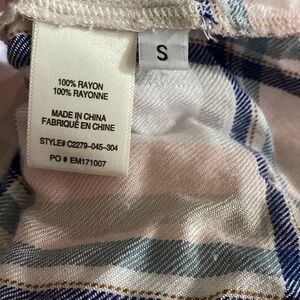 100% RAYON
100% RAYONNE
MADE IN CHINA
FABRIQUÉ EN CHINE
STYLE# C2279-045-304
PO # EM171007
S